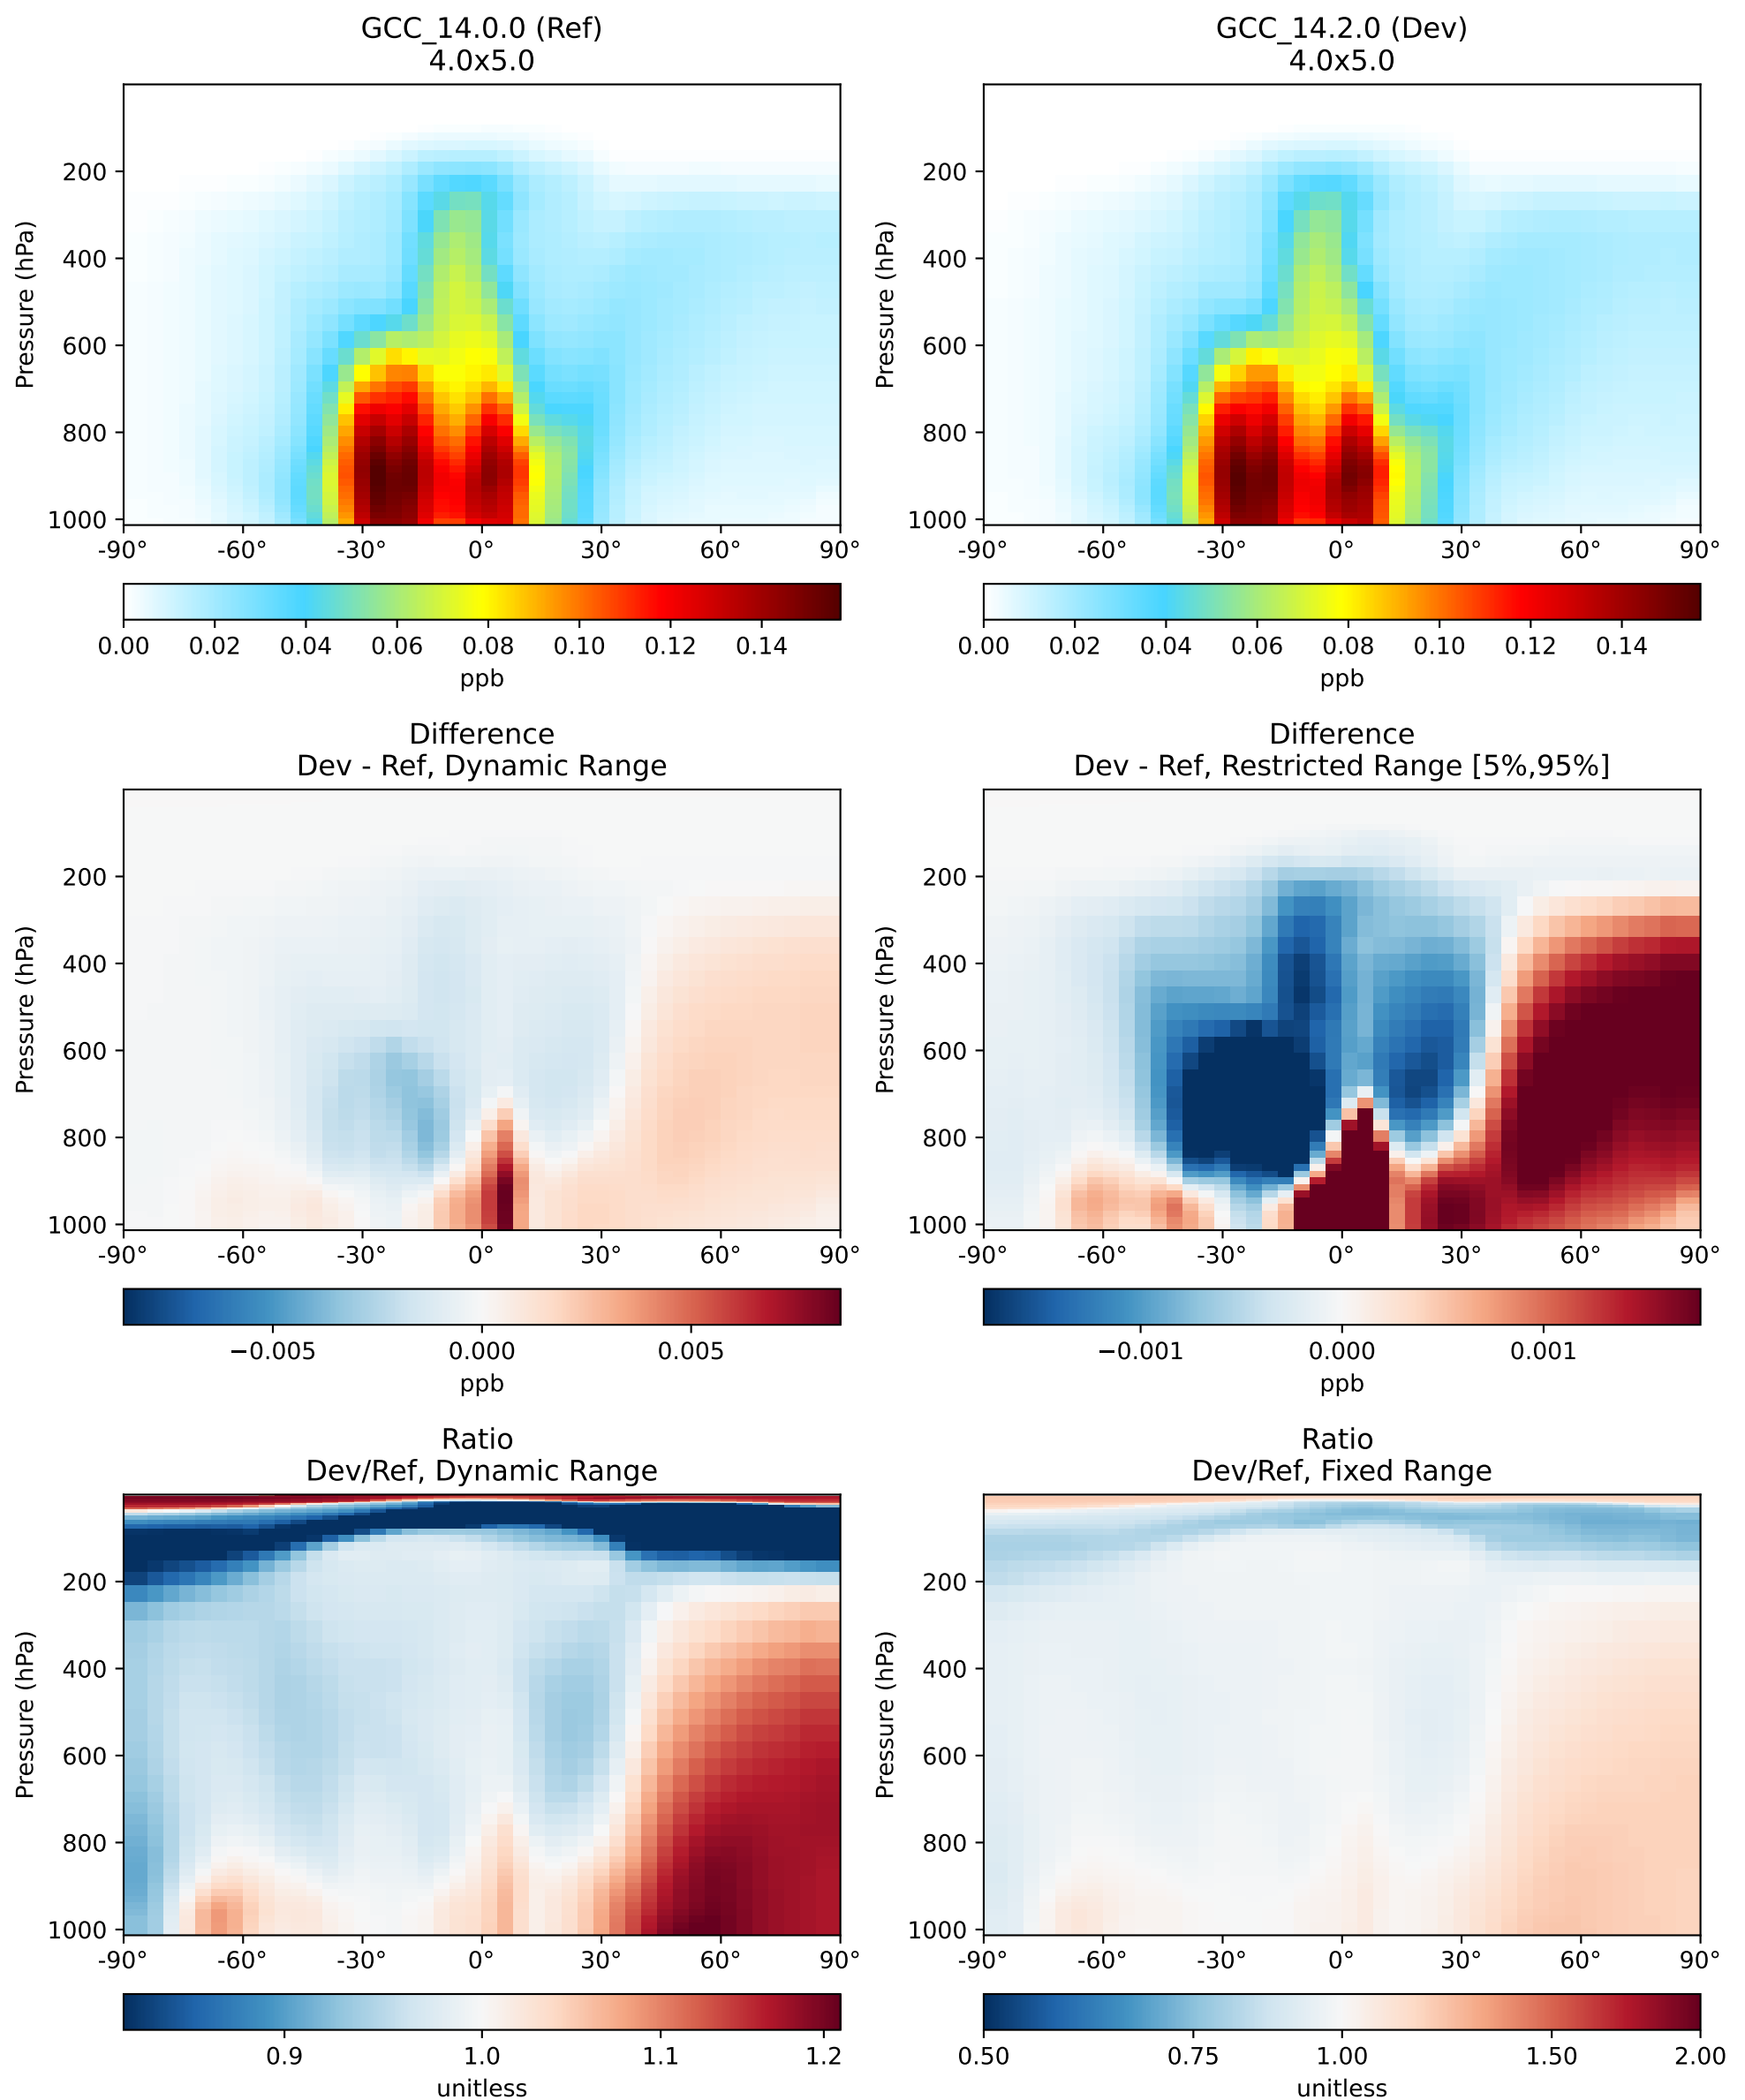 GCC_14.0.0 (Ref)
4.0x5.0
Pressure (hPa)
200
400
600
800
1000
-90° -60° -30° 0° 30° 60° 90°
0.00 0.02 0.04 0.06 0.08 0.10 0.12 0.14
ppb
GCC_14.2.0 (Dev)
4.0x5.0
Pressure (hPa)
200
400
600
800
1000
-90° -60° -30° 0° 30° 60° 90°
0.00 0.02 0.04 0.06 0.08 0.10 0.12 0.14
ppb
Difference
Dev - Ref, Dynamic Range
Pressure (hPa)
200
400
600
800
1000
-90° -60° -30° 0° 30° 60° 90°
−0.005 0.000 0.005
ppb
Difference
Dev - Ref, Restricted Range [5%,95%]
Pressure (hPa)
200
400
600
800
1000
-90° -60° -30° 0° 30° 60° 90°
−0.001 0.000 0.001
ppb
Ratio
Dev/Ref, Dynamic Range
Pressure (hPa)
200
400
600
800
1000
-90° -60° -30° 0° 30° 60° 90°
0.9 1.0 1.1 1.2
unitless
Ratio
Dev/Ref, Fixed Range
Pressure (hPa)
200
400
600
800
1000
-90° -60° -30° 0° 30° 60° 90°
0.50 0.75 1.00 1.50 2.00
unitless